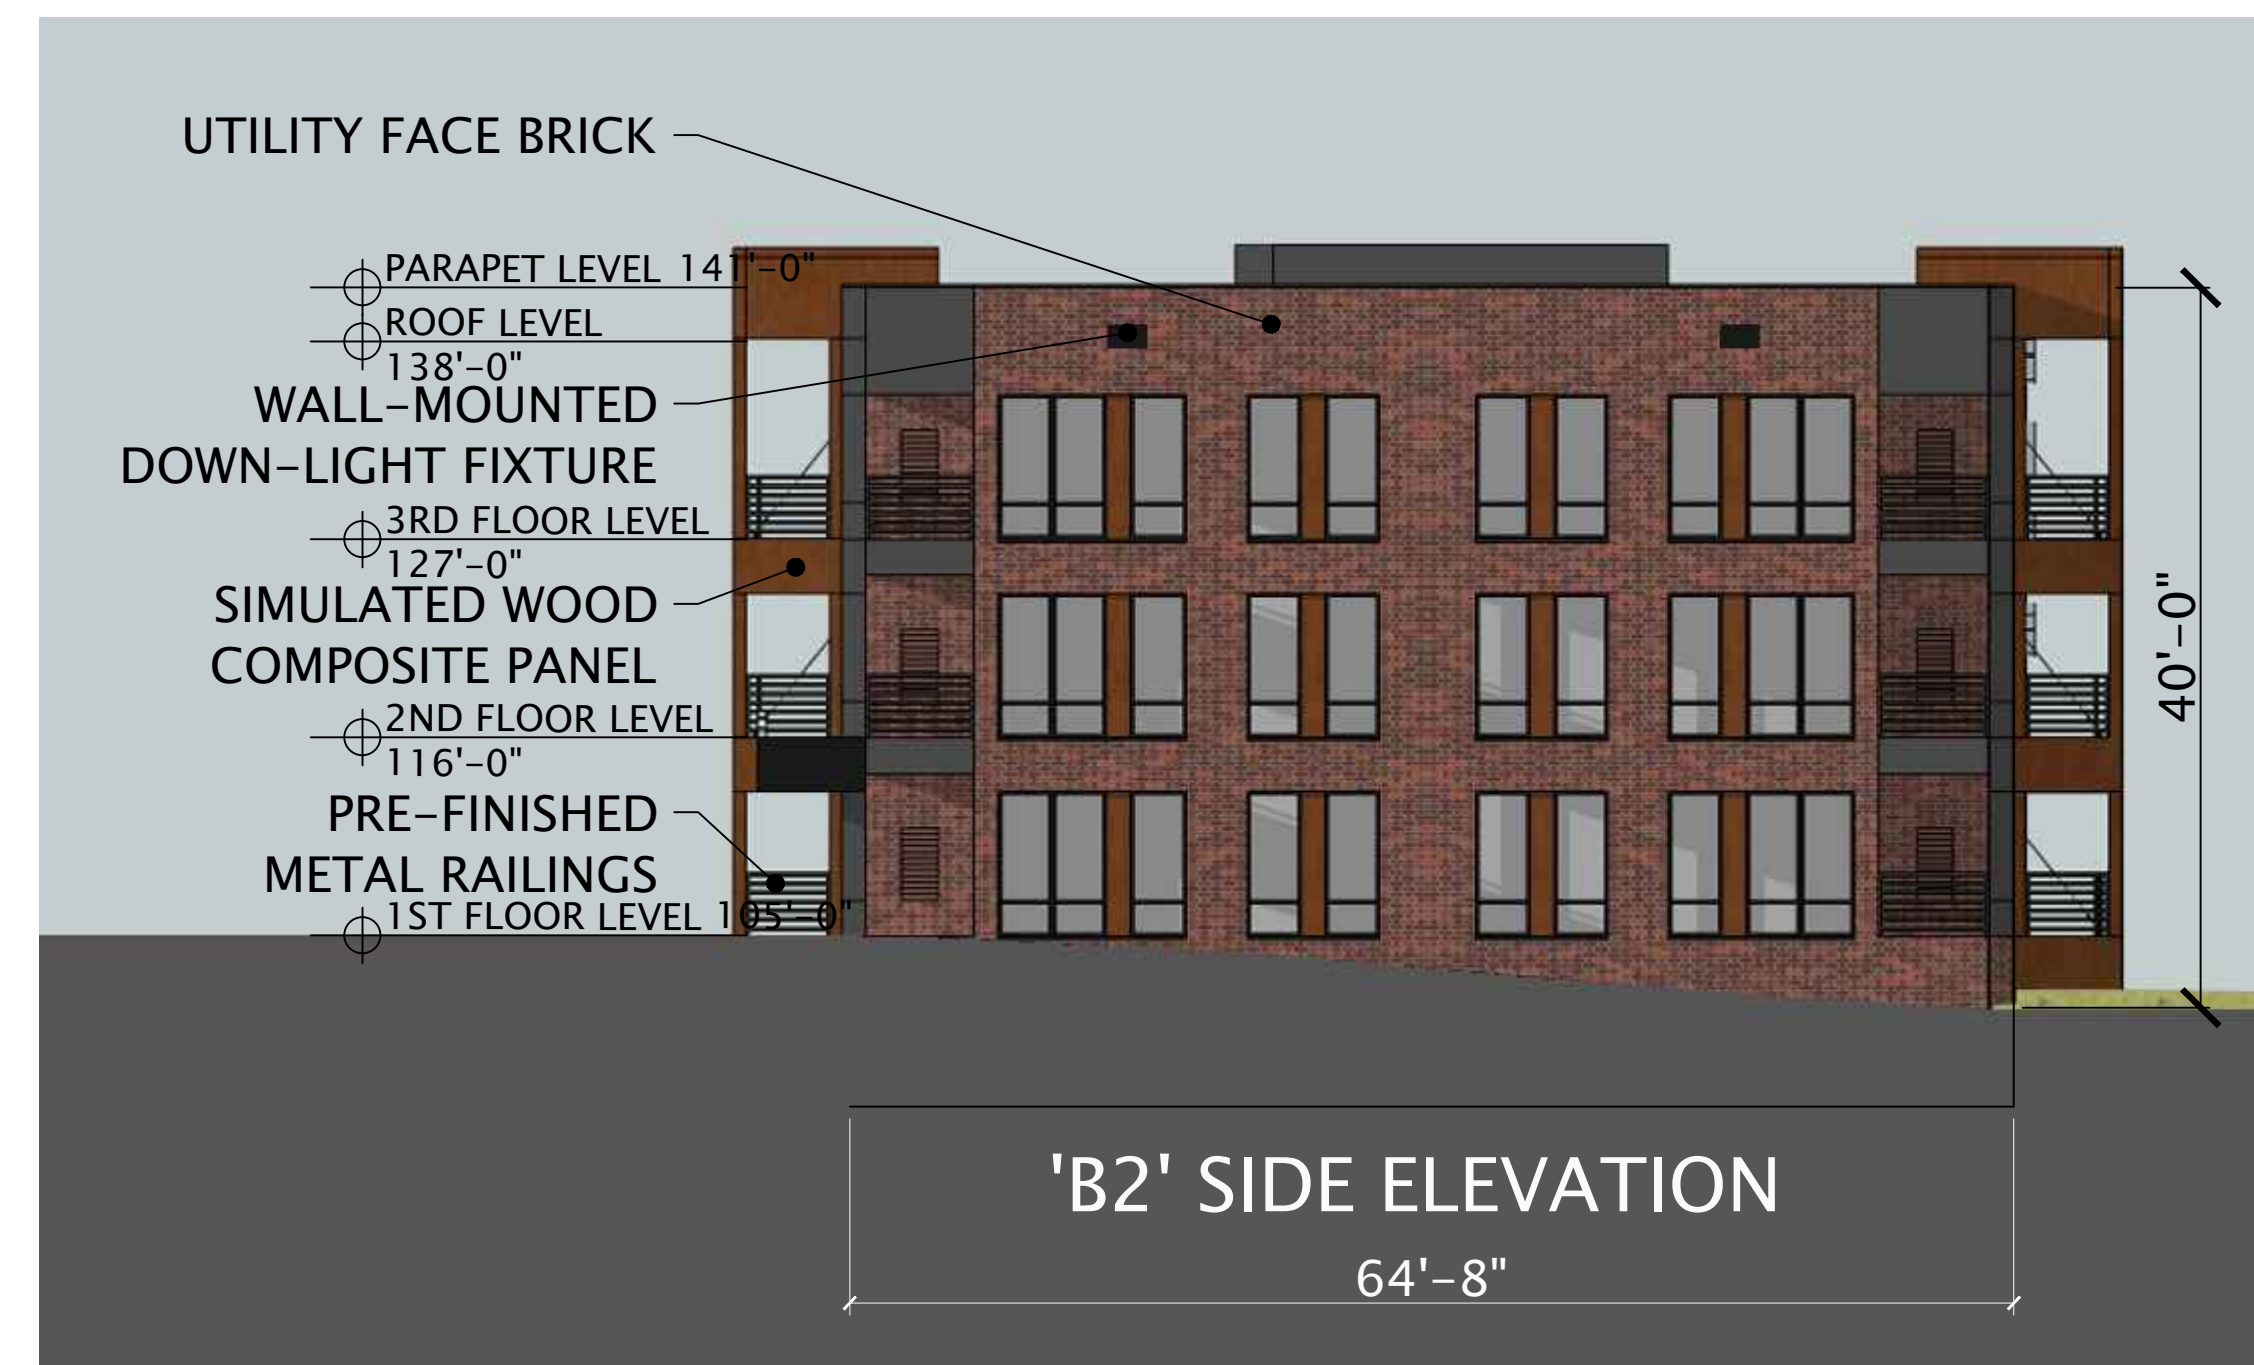 UTILITY FACE BRICK
PARAPET LEVEL 141'-0"
ROOF LEVEL
138'-0"
WALL-MOUNTED
DOWN-LIGHT FIXTURE
3RD FLOOR LEVEL
127'-0"
SIMULATED WOOD
COMPOSITE PANEL
2ND FLOOR LEVEL
116'-0"
PRE-FINISHED
METAL RAILINGS
1ST FLOOR LEVEL 105'-0"
40'-0"
'B2' SIDE ELEVATION
64'-8"